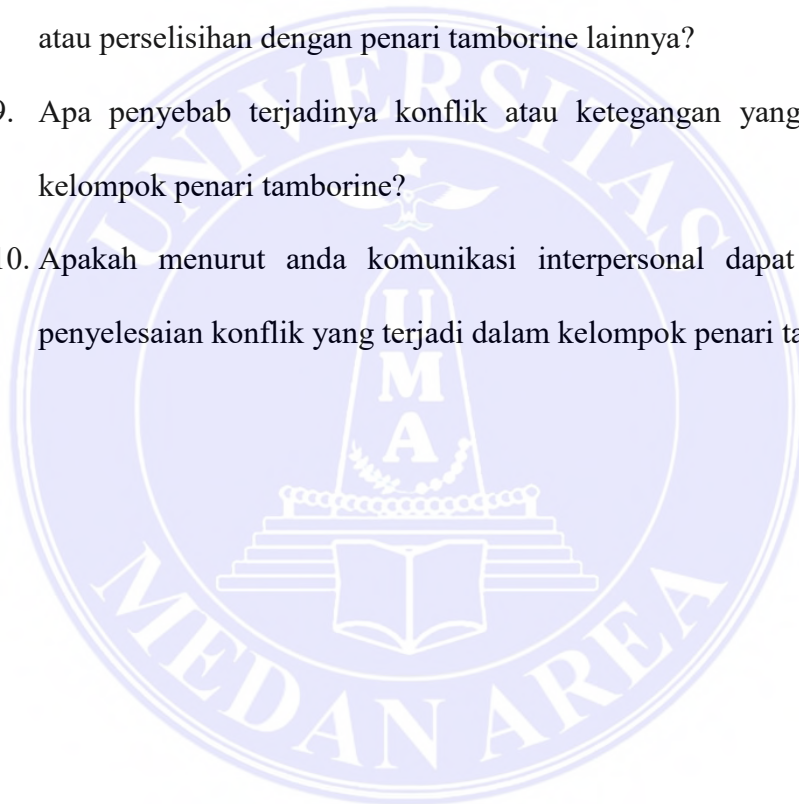 atau perselisihan dengan penari tamborine lainnya?
9. Apa penyebab terjadinya konflik atau ketegangan yang
kelompok penari tamborine?
10. Apakah menurut anda komunikasi interpersonal dapat
penyelesaian konflik yang terjadi dalam kelompok penari
UNIVERSITAS
UMA
MEDAN AREA